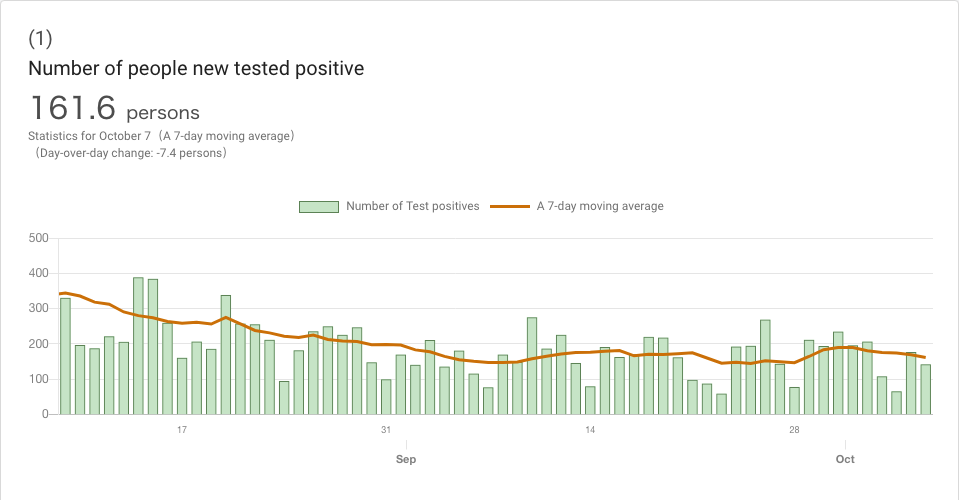 (1)
Number of people new tested positive
161.6 persons
Statistics for October 7（A 7-day moving average）
（Day-over-day change: -7.4 persons）
Number of Test positives A 7-day moving average
500
400
300
200
100
0
17 31 14 28
Sep Oct